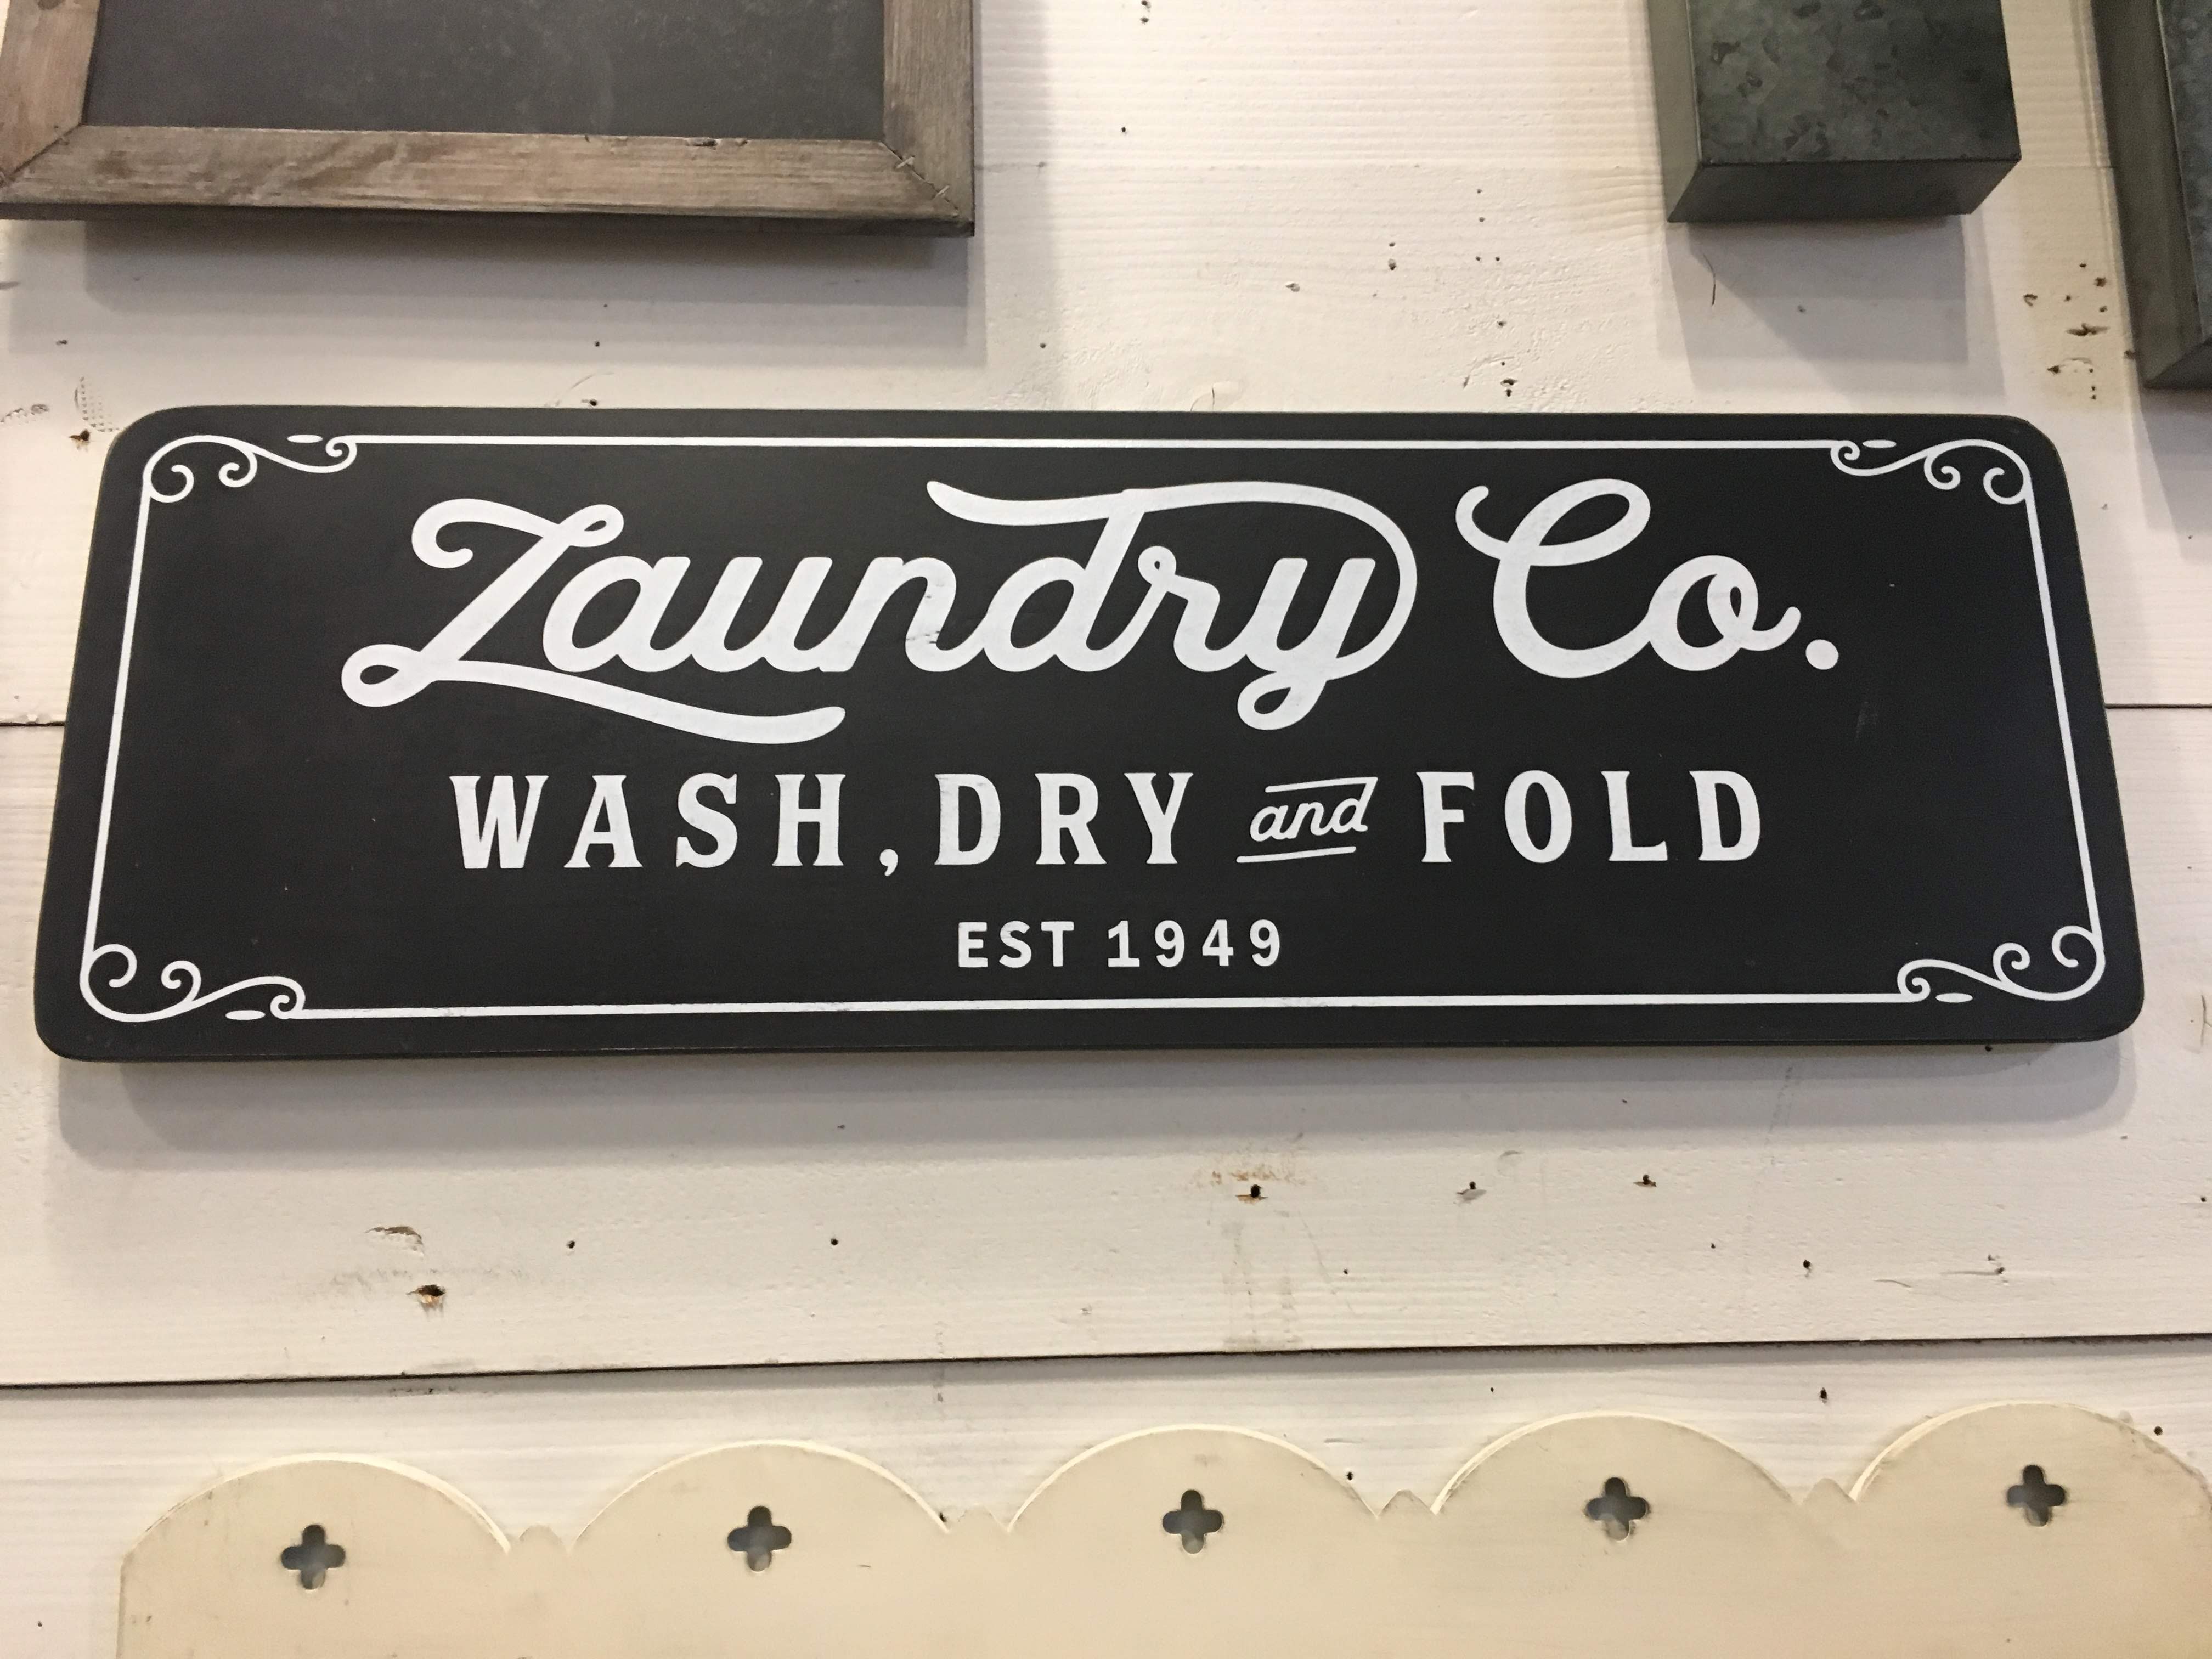 Laundry Co.
WASH, DRY and FOLD
EST 1949